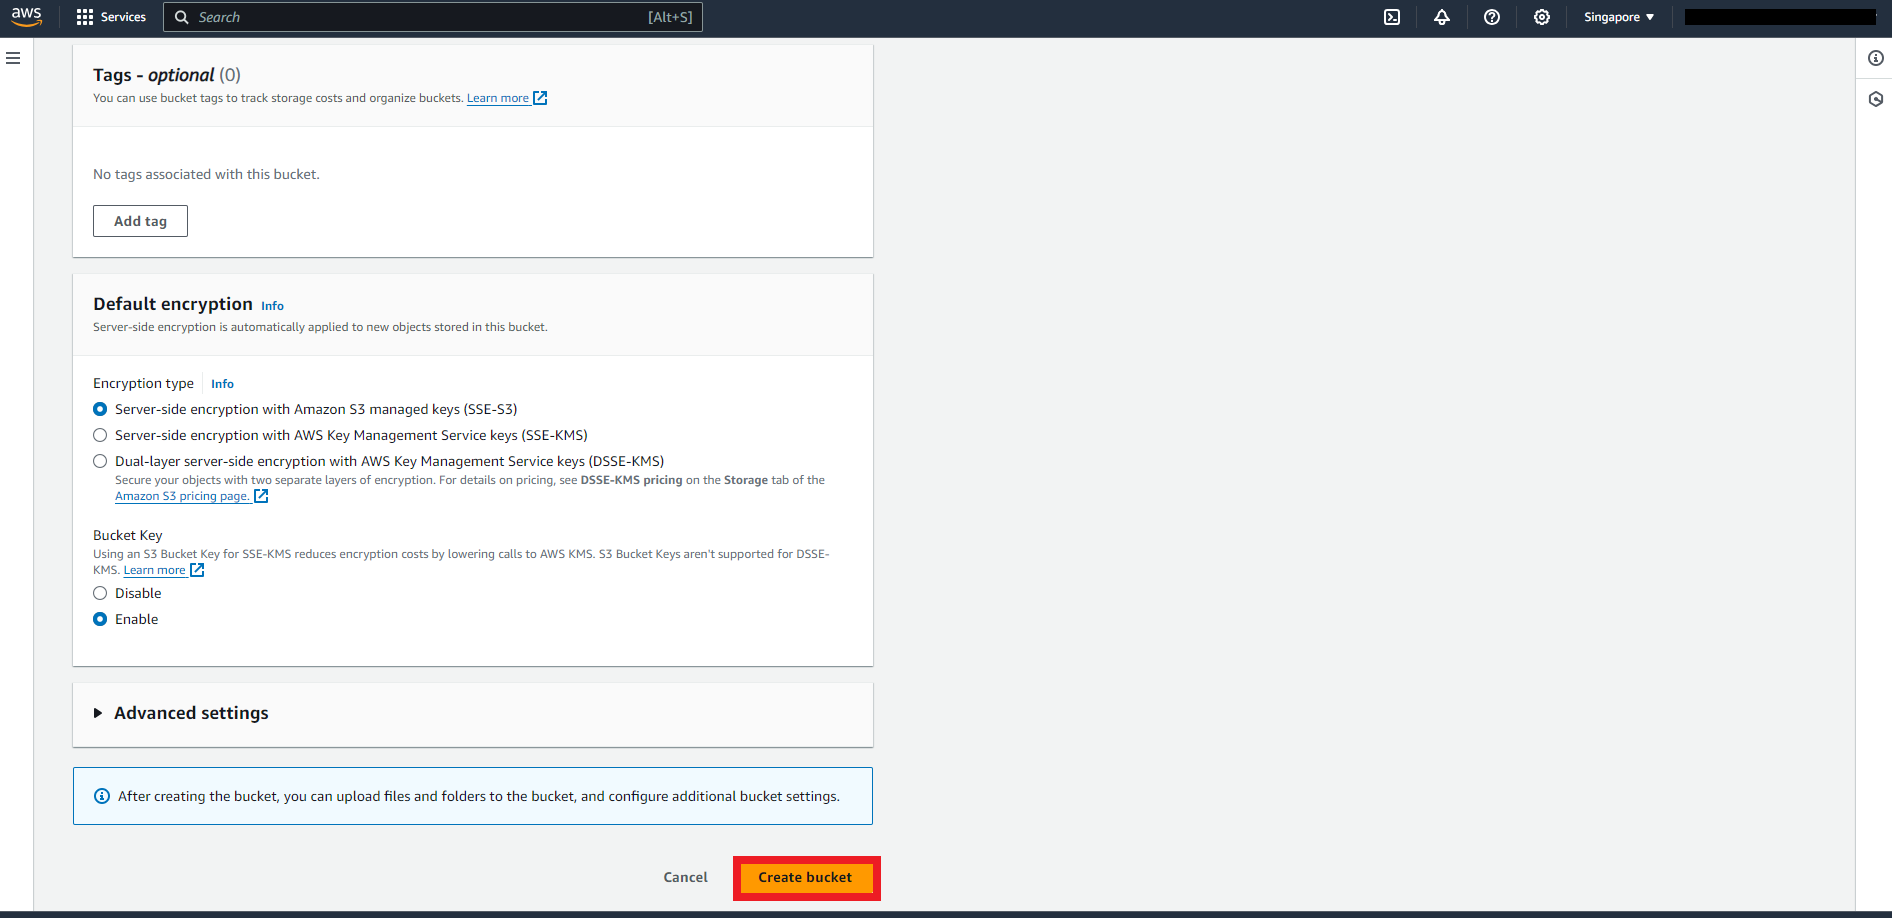 aws
Services
Search
[Alt+S]
Singapore
Tags - optional (0)
You can use bucket tags to track storage costs and organize buckets. Learn more
No tags associated with this bucket.
Add tag
Default encryption Info
Server-side encryption is automatically applied to new objects stored in this bucket.
Encryption type Info
Server-side encryption with Amazon S3 managed keys (SSE-S3)
Server-side encryption with AWS Key Management Service keys (SSE-KMS)
Dual-layer server-side encryption with AWS Key Management Service keys (DSSE-KMS)
Secure your objects with two separate layers of encryption. For details on pricing, see DSSE-KMS pricing on the Storage tab of the
Amazon S3 pricing page.
Bucket Key
Using an S3 Bucket Key for SSE-KMS reduces encryption costs by lowering calls to AWS KMS. S3 Bucket Keys aren't supported for DSSE-
KMS. Learn more
Disable
Enable
Advanced settings
After creating the bucket, you can upload files and folders to the bucket, and configure additional bucket settings.
Cancel
Create bucket